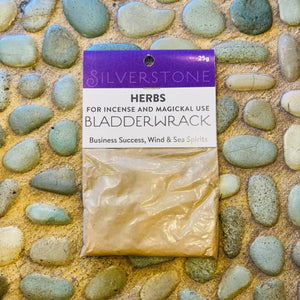 25g
SILVERSTONE
HERBS
FOR INCENSE AND MAGICKAL USE
BLADDERWRACK
Business Success, Wind & Sea Spirits